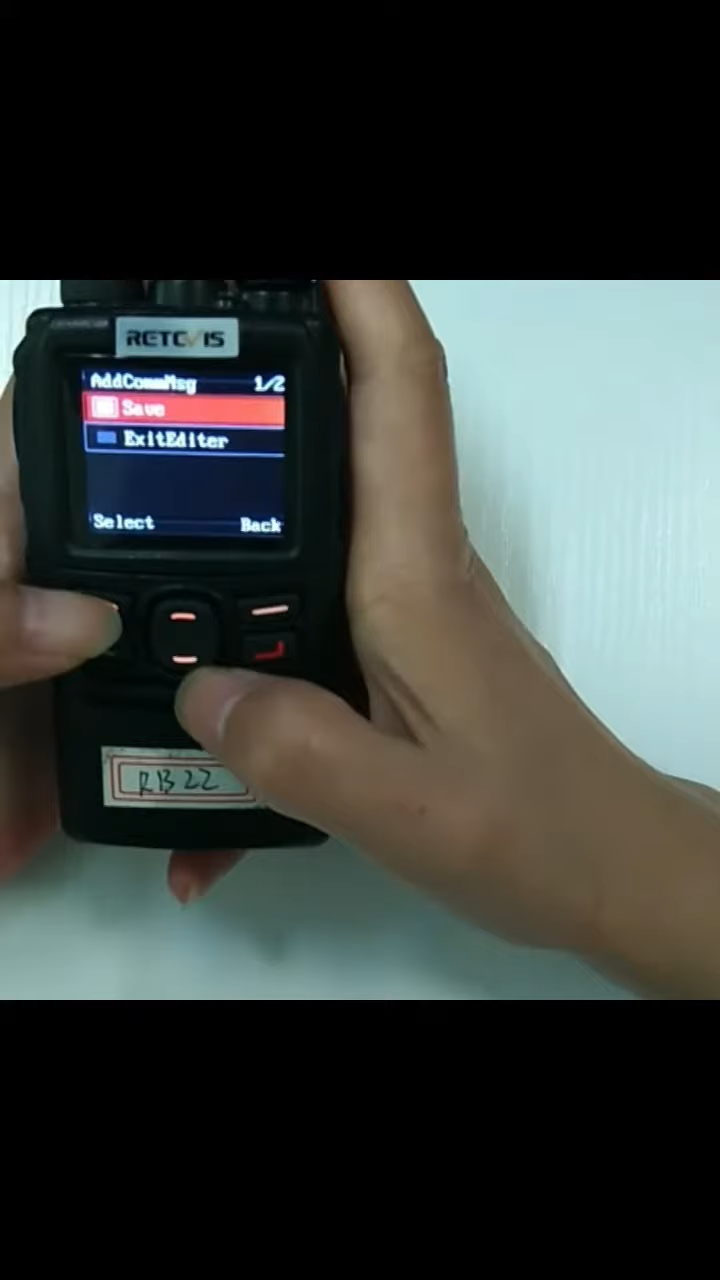 RETEVIS
AddCommMsg 1/2
Save
ExitEditer
Select Back
RB22